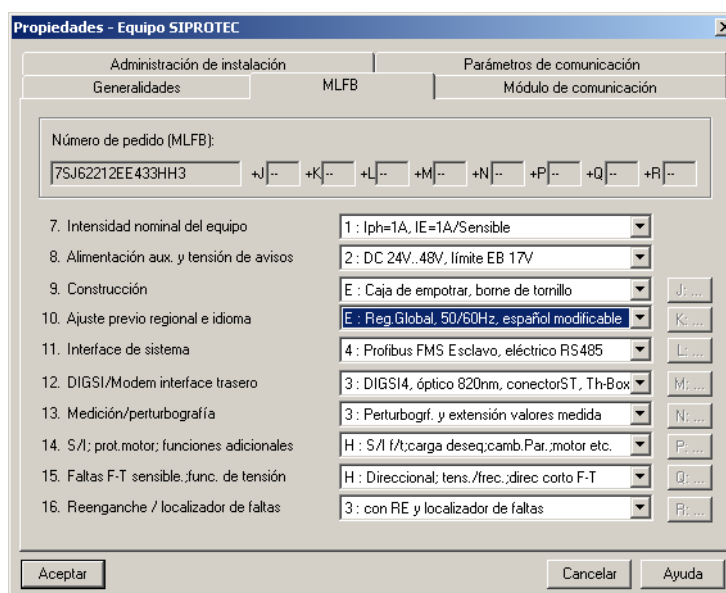 Propiedades - Equipo SIPROTEC
Administración de instalación
Parámetros de comunicación
Generalidades
MLFB
Módulo de comunicación
Número de pedido (MLFB):
7SJ62212EE433HH3 +J -- +K -- +L -- +M -- +N -- +P -- +Q -- +R --
7. Intensidad nominal del equipo 1 : Iph=1A, IE=1A/Sensible
8. Alimentación aux. y tensión de avisos 2 : DC 24V..48V, límite EB 17V
9. Construcción E : Caja de empotrar, borne de tornillo J: ...
10. Ajuste previo regional e idioma E : Reg.Global, 50/60Hz, español modificable K: ...
11. Interface de sistema 4 : Profibus FMS Esclavo, eléctrico RS485 L: ...
12. DIGSI/Modem interface trasero 3 : DIGSI4, óptico 820nm, conectorST, Th-Box M: ...
13. Medición/perturbografía 3 : Perturbogrf. y extensión valores medida N: ...
14. S/I; prot.motor; funciones adicionales H : S/I f/t;carga deseq;camb.Par.;motor etc. P: ...
15. Faltas F-T sensible.;func. de tensión H : Direccional; tens./frec.;direc corto F-T Q: ...
16. Reenganche / localizador de faltas 3 : con RE y localizador de faltas R: ...
Aceptar Cancelar Ayuda